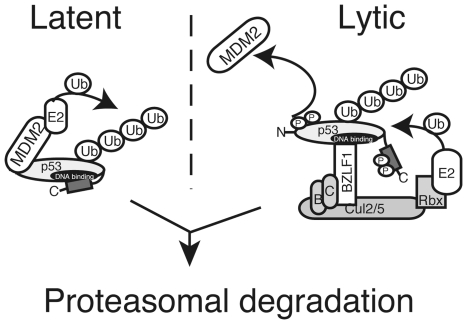 Latent
Lytic
MDM2
Ub
E2
MDM2
Ub
Ub
Ub
Ub
p53
DNA binding
C
Ub
Ub
Ub
Ub
P
P
N
p53
DNA binding
Ub
P
P
C
BZLF1
E2
B
C
Cul2/5
Rbx
Proteasomal degradation